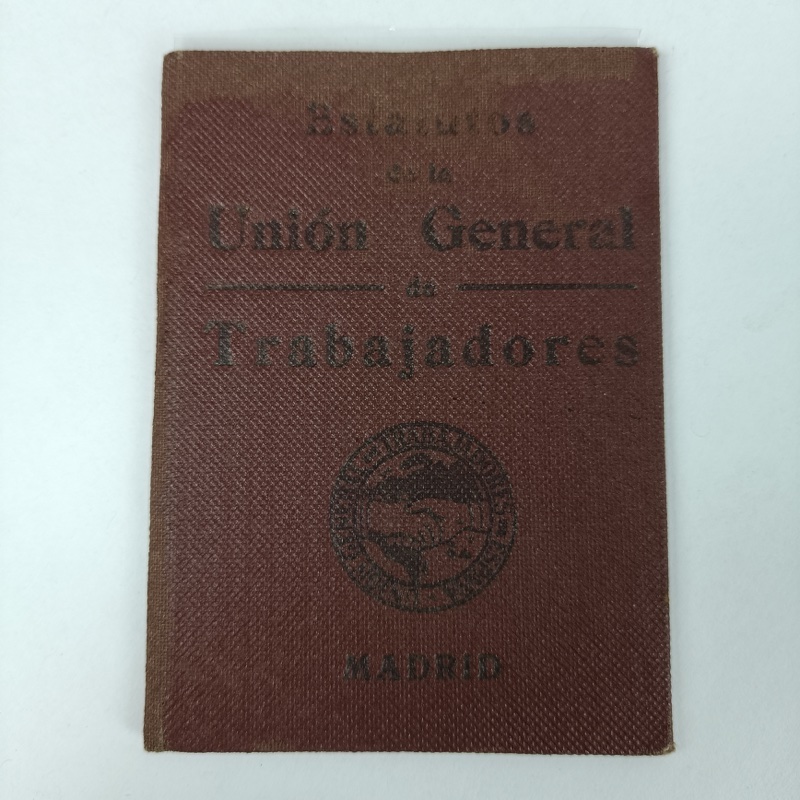 Estatutos
de la
Unión General
de
Trabajadores
MADRID